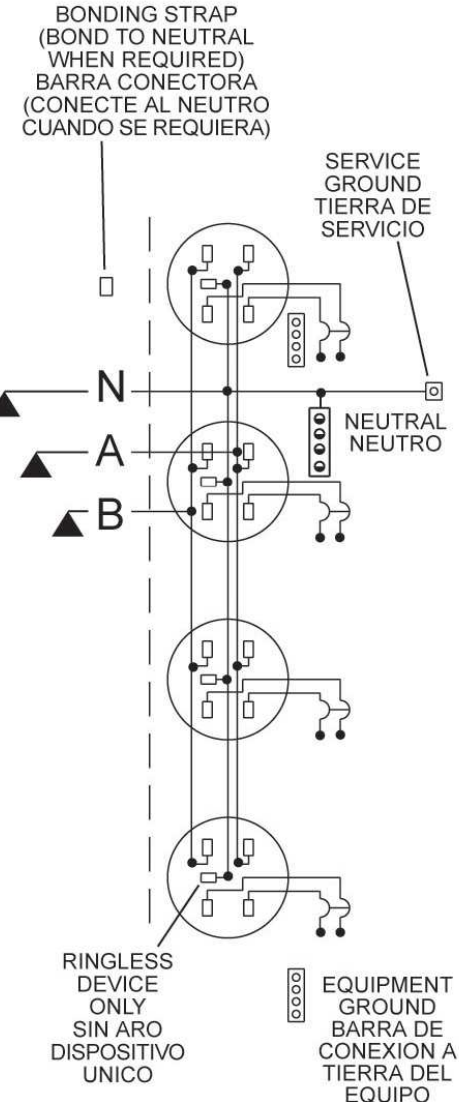 BONDING STRAP
(BOND TO NEUTRAL
WHEN REQUIRED)
BARRA CONECTORA
(CONECTE AL NEUTRO
CUANDO SE REQUIERA)
SERVICE
GROUND
TIERRA DE
SERVICIO
N
NEUTRAL
NEUTRO
A
B
RINGLESS
DEVICE
ONLY
SIN ARO
DISPOSITIVO
UNICO
EQUIPMENT
GROUND
BARRA DE
CONEXION A
TIERRA DEL
EQUIPO